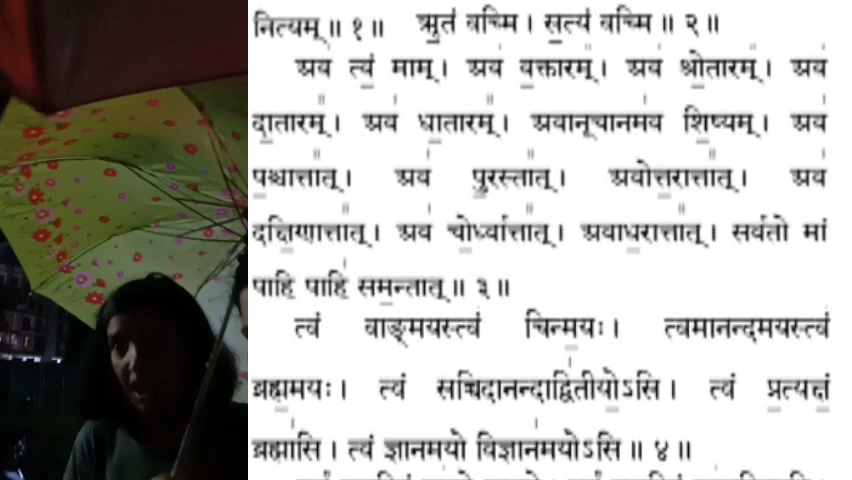 नित्यम् ॥ १॥ ऋतं वच्मि । सत्यं वच्मि ॥ २॥
अव त्वं माम् । अव वक्तारम् । अव श्रोतारम् । अव
दातारम् । अव धातारम् । अवानूचानमव शिष्यम् । अव
पश्चात्तात् । अव पुरस्तात् । अवोत्तरात्तात् । अव
दक्षिणात्तात् । अव चोर्ध्वात्तात् । अवाधरात्तात् । सर्वतो मां
पाहि पाहि समन्तात् ॥ ३॥
त्वं वाङ्मयस्त्वं चिन्मयः । त्वमानन्दमयस्त्वं
ब्रह्ममयः । त्वं सच्चिदानन्दाद्वितीयोऽसि । त्वं प्रत्यक्षं
ब्रह्मासि । त्वं ज्ञानमयो विज्ञानमयोऽसि ॥ ४॥